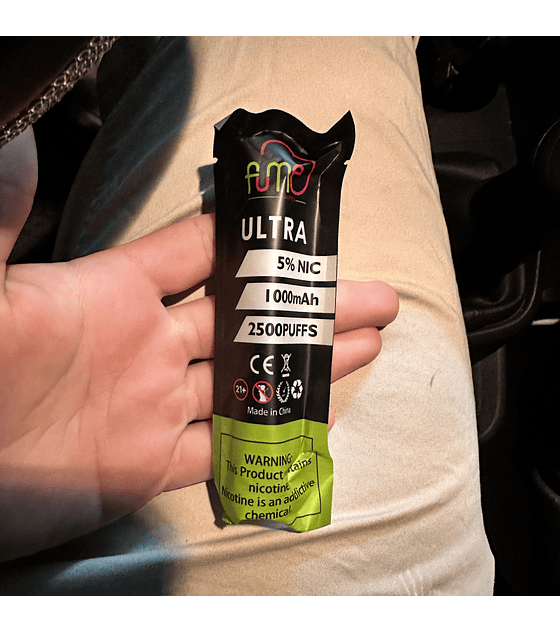 fume
ULTRA
5% NIC
1000mAh
2500PUFFS
CE
21+
Made in China
WARNING:
This Product
nicotine
Nicotine is an addictive
chemical